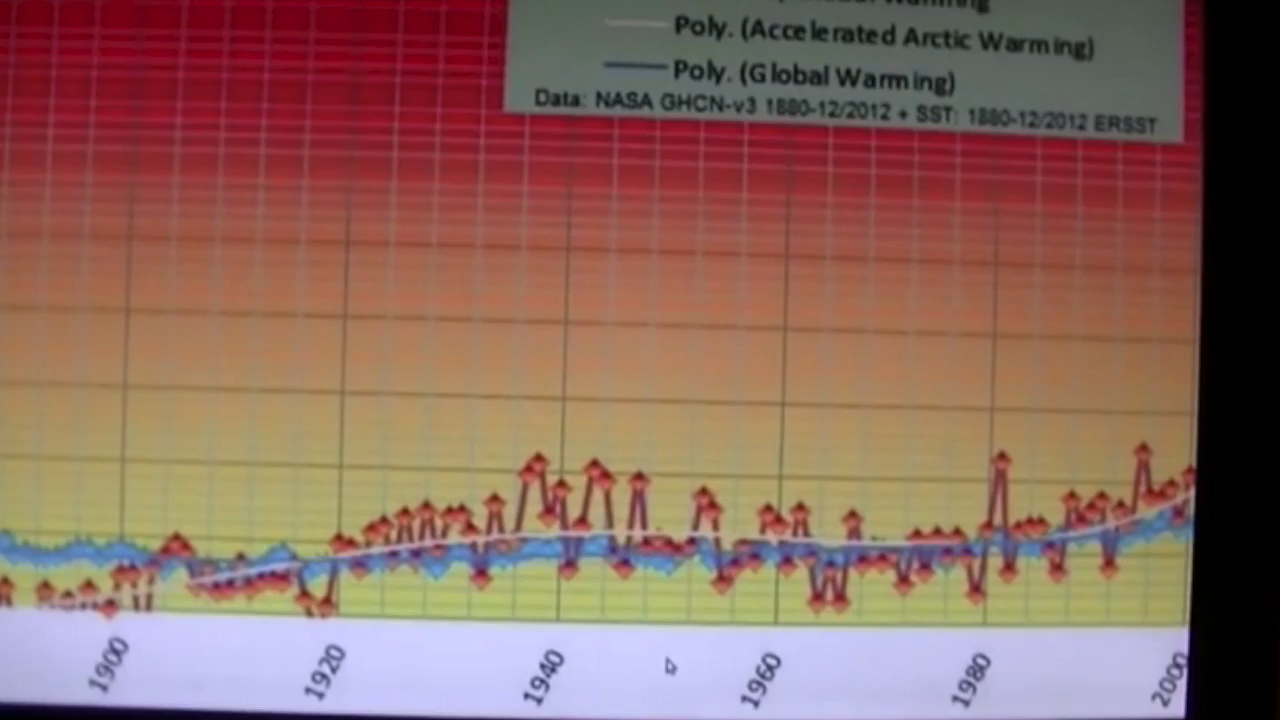 Warming
Poly. (Accelerated Arctic Warming)
Poly. (Global Warming)
Data: NASA GHCN-v3 1880-12/2012 + SST: 1880-12/2012 ERSST
1900
1920
1940
1960
1980
2000